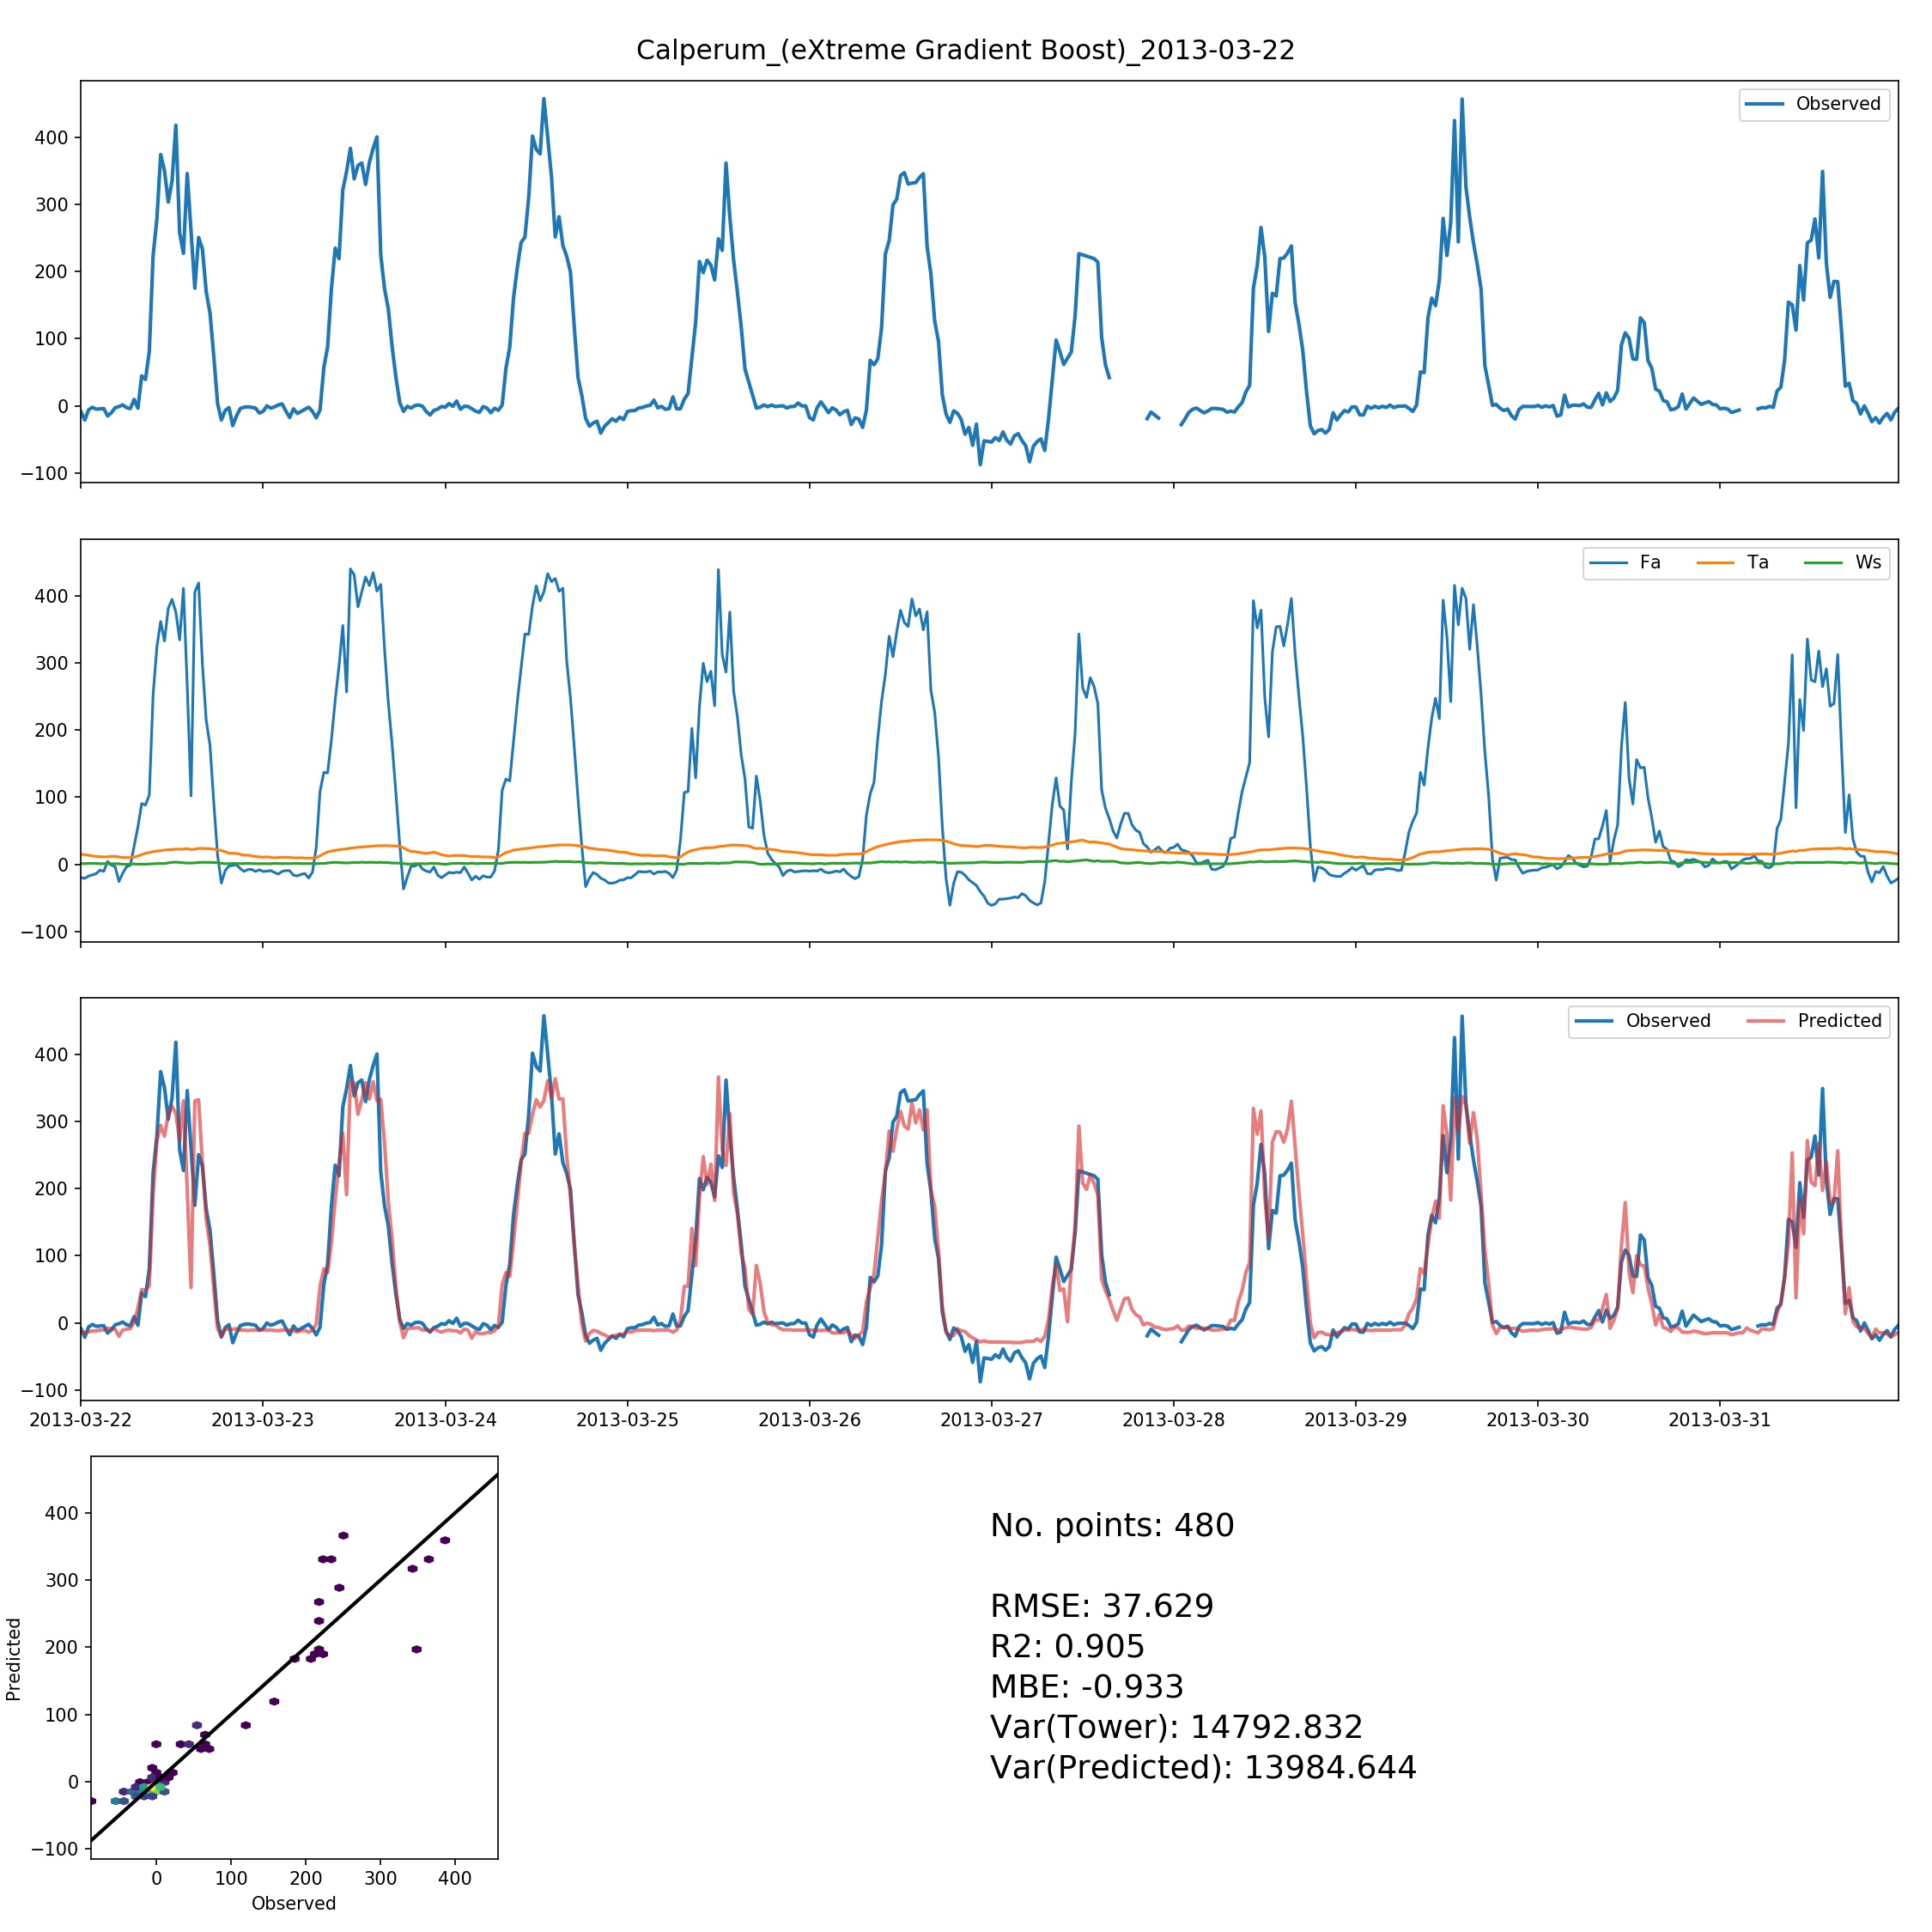 Calperum_(eXtreme Gradient Boost)_2013-03-22
Observed
400
300
200
100
0
−100
Fa Ta Ws
400
300
200
100
0
−100
Observed Predicted
400
300
200
100
0
−100
2013-03-22 2013-03-23 2013-03-24 2013-03-25 2013-03-26 2013-03-27 2013-03-28 2013-03-29 2013-03-30 2013-03-31
Predicted
400
300
200
100
0
−100
0 100 200 300 400
Observed
No. points: 480
RMSE: 37.629
R2: 0.905
MBE: -0.933
Var(Tower): 14792.832
Var(Predicted): 13984.644